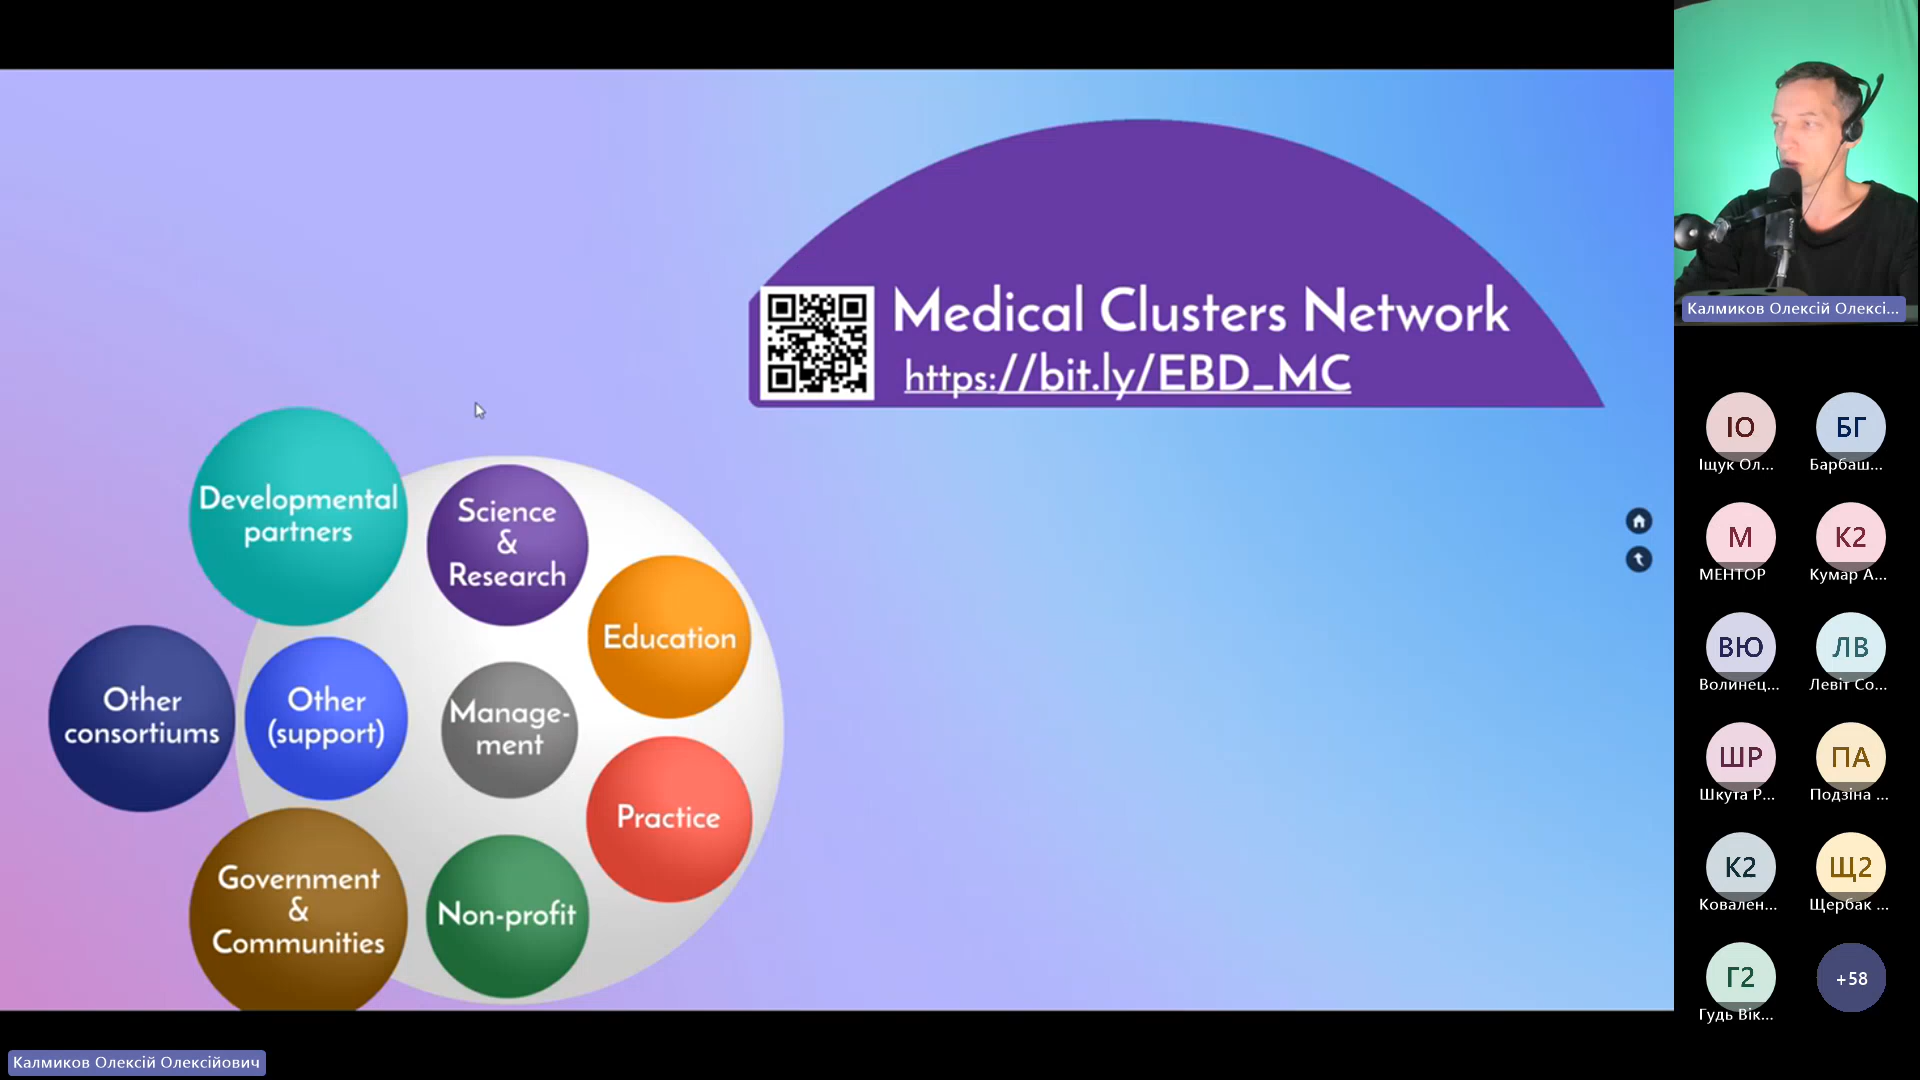 Medical Clusters Network
https://bit.ly/EBD_MC
Developmental
partners
Science
&
Research
Education
Other
consortiums
Other
(support)
Manage-
ment
Practice
Government
&
Communities
Non-profit
Калмиков Олексій Олексі...
ІО
Іщук Ол...
БГ
Барбаш...
М
МЕНТОР
К2
Кумар А...
ВЮ
Волинец...
ЛВ
Левіт Со...
ШР
Шкута Р...
ПА
Подзіна ...
К2
Ковален...
Щ2
Щербак ...
Г2
Гудь Вік...
+58
Калмиков Олексій Олексійович